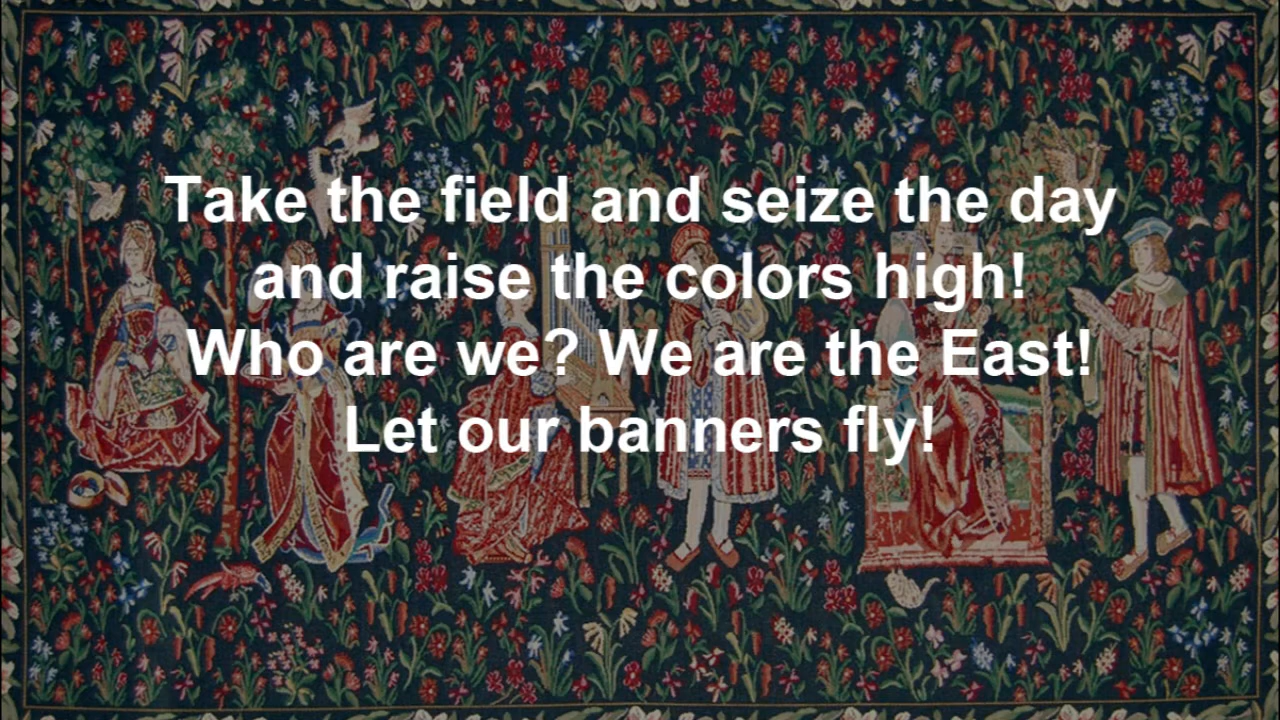 Take the field and seize the day
and raise the colors high!
Who are we? We are the East!
Let our banners fly!